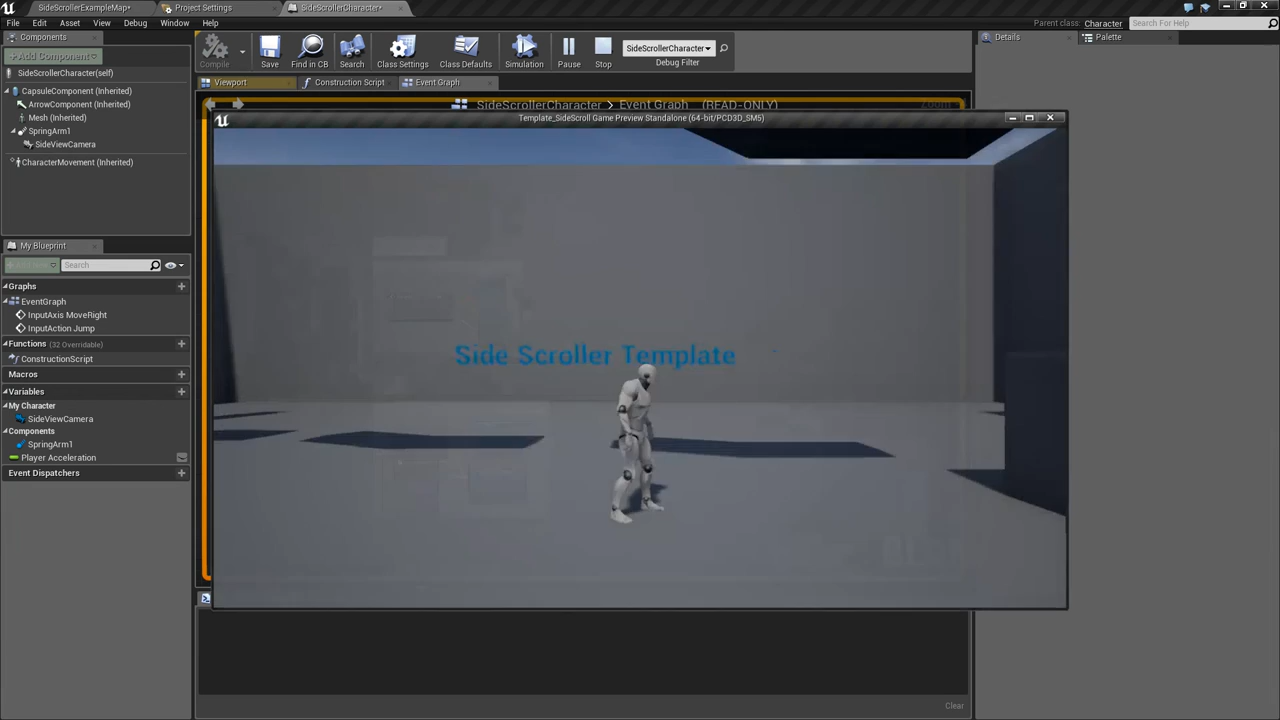 SideScrollerExampleMap*
Project Settings
SideScrollerCharacter*
File Edit Asset View Debug Window Help
Parent class: Character
Search For Help
Components
+Add Component
SideScrollerCharacter(self)
CapsuleComponent (Inherited)
ArrowComponent (Inherited)
Mesh (Inherited)
SpringArm1
SideViewCamera
CharacterMovement (Inherited)
My Blueprint
Search
Graphs
EventGraph
InputAxis MoveRight
InputAction Jump
Functions (32 Overridable)
ConstructionScript
Macros
Variables
My Character
SideViewCamera
Components
SpringArm1
Player Acceleration
Event Dispatchers
Compile
Save
Find in CB
Search
Class Settings
Class Defaults
Simulation
Pause
Stop
SideScrollerCharacter
Debug Filter
Viewport
Construction Script
Event Graph
SideScrollerCharacter > Event Graph (READ-ONLY)
Zoom
Template_SideScroll Game Preview Standalone (64-bit/PCD3D_SM5)
Side Scroller Template
Clear
Details
Palette